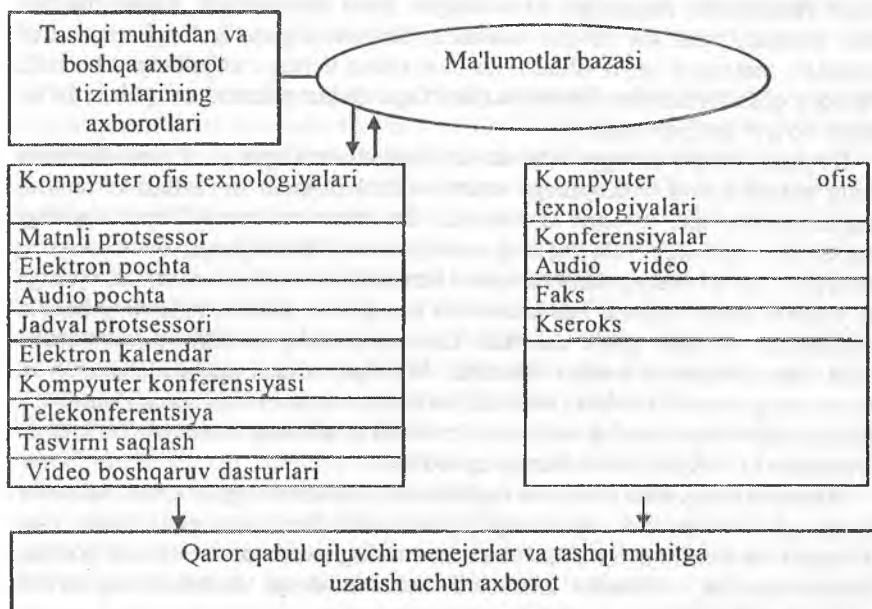 Tashqi muhitdan va
boshqa axborot
tizimlarining
axborotlari
Ma'lumotlar bazasi
Kompyuter ofis texnologiyalari
Matnli protsessor
Elektron pochta
Audio pochta
Jadval protsessori
Elektron kalendar
Kompyuter konferensiyasi
Telekonferentsiya
Tasvirni saqlash
Video boshqaruv dasturlari
Kompyuter ofis
texnologiyalari
Konferensiyalar
Audio video
Faks
Kseroks
Qarorqabul qiluvchi menejerlar va tashqi muhitga
uzatish uchun axborot